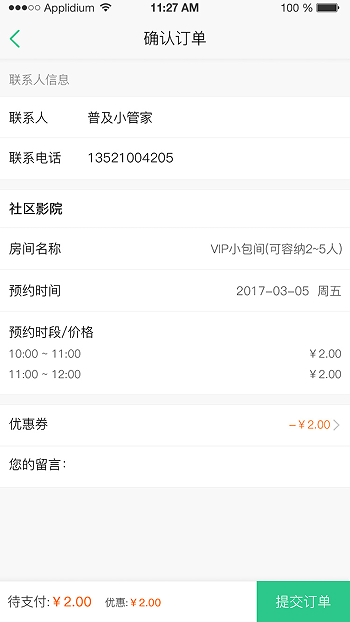 Applidium 11:27 AM 100 %
确认订单
联系人信息
联系人 普及小管家
联系电话 13521004205
社区影院
房间名称 VIP小包间(可容纳2~5人)
预约时间 2017-03-05 周五
预约时段/价格
10:00 ~ 11:00 ￥2.00
11:00 ~ 12:00 ￥2.00
优惠券 -￥2.00
您的留言:
待支付:￥2.00 优惠:￥2.00 提交订单